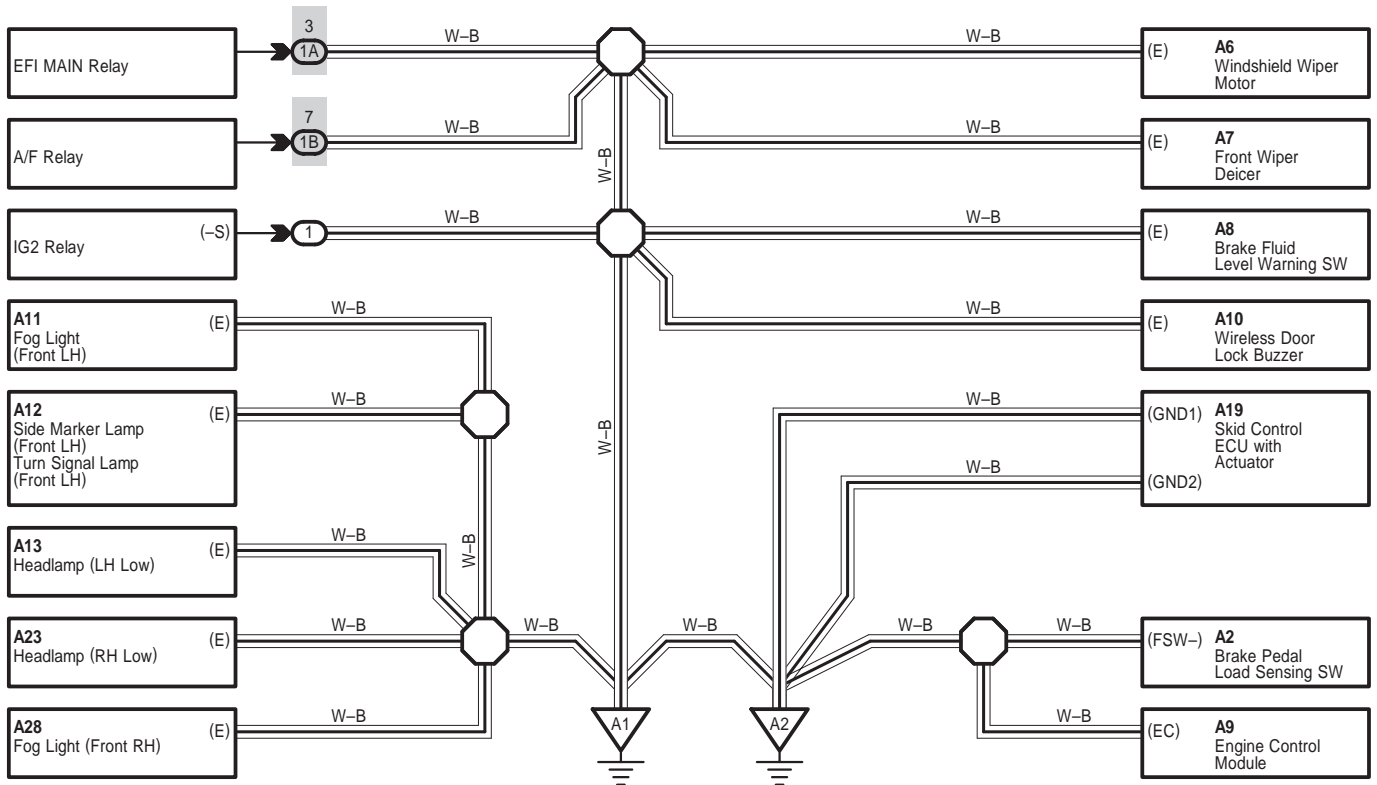 3
W–B
W–B
EFI MAIN Relay
1A
(E)
A6
Windshield Wiper
Motor
7
W–B
W–B
A/F Relay
1B
W–B
(E)
A7
Front Wiper
Deicer
W–B
W–B
IG2 Relay
(–S)
1
(E)
A8
Brake Fluid
Level Warning SW
W–B
W–B
A11
(E)
Fog Light
(Front LH)
(E)
A10
Wireless Door
Lock Buzzer
W–B
W–B
A12
(E)
Side Marker Lamp
(Front LH)
Turn Signal Lamp
(Front LH)
W–B
(GND1)
A19
Skid Control
ECU with
Actuator
W–B
(GND2)
W–B
A13
(E)
Headlamp (LH Low)
W–B
W–B
W–B
W–B
W–B
W–B
A23
(E)
Headlamp (RH Low)
(FSW–)
A2
Brake Pedal
Load Sensing SW
W–B
W–B
A28
(E)
Fog Light (Front RH)
A1
A2
(EC)
A9
Engine Control
Module